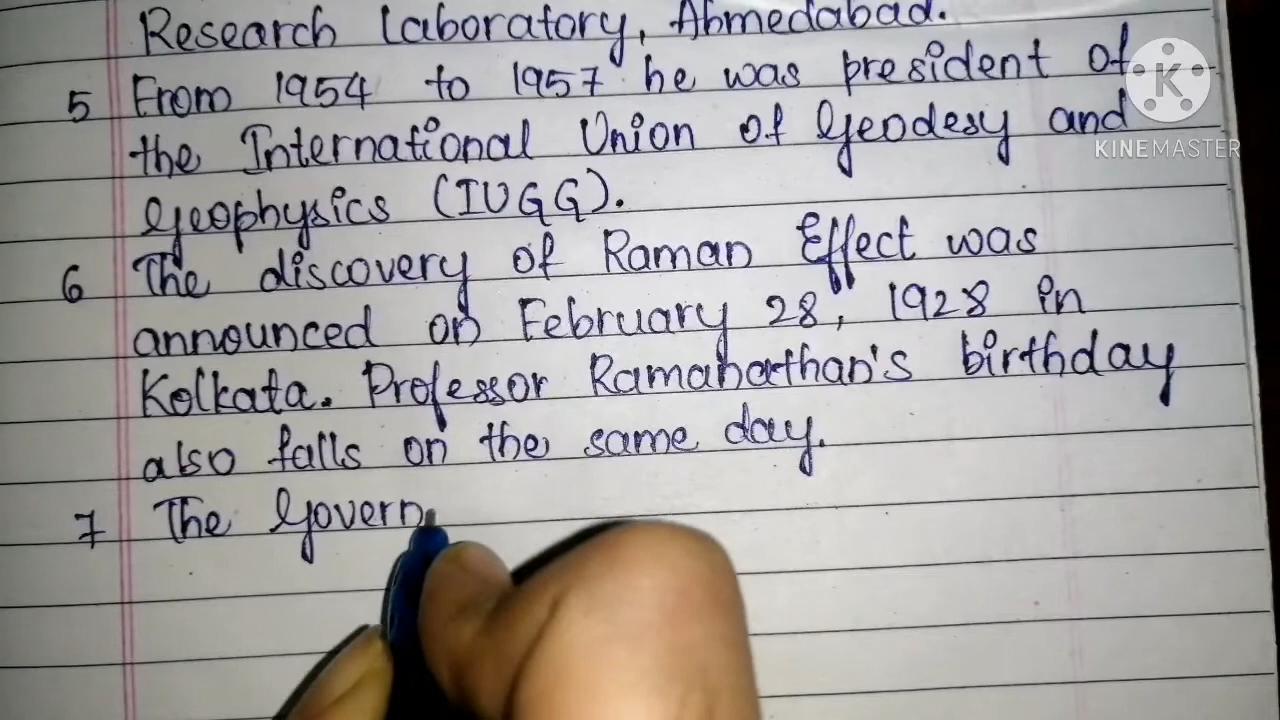 Research Laboratory, Ahmedabad.
5 From 1954 to 1957 he was president of
the International Union of Geodesy and
Geophysics (IUGG).
6 The discovery of Raman Effect was
announced on February 28, 1928 in
Kolkata. Professor Ramanathan's birthday
also falls on the same day.
7 The Govern
K
KINEMASTER